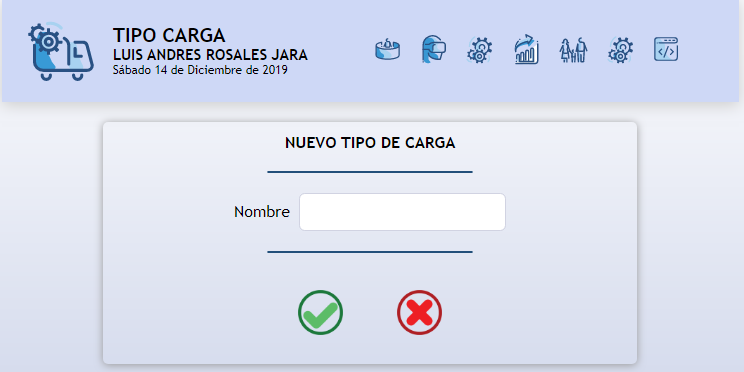 TIPO CARGA
LUIS ANDRES ROSALES JARA
Sábado 14 de Diciembre de 2019
NUEVO TIPO DE CARGA
Nombre